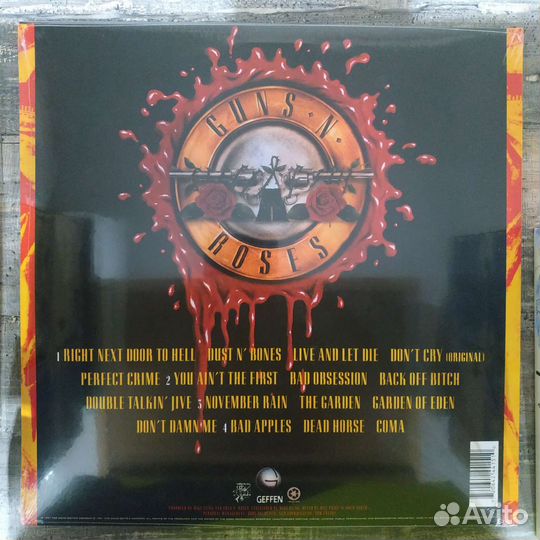 GUNS N'
ROSES
1 RIGHT NEXT DOOR TO HELL DUST N' BONES LIVE AND LET DIE DON'T CRY (ORIGINAL)
PERFECT CRIME 2 YOU AIN'T THE FIRST BAD OBSESSION BACK OFF BITCH
DOUBLE TALKIN' JIVE 3 NOVEMBER RAIN THE GARDEN GARDEN OF EDEN
DON'T DAMN ME 4 BAD APPLES DEAD HORSE COMA
GEFFEN
Avito